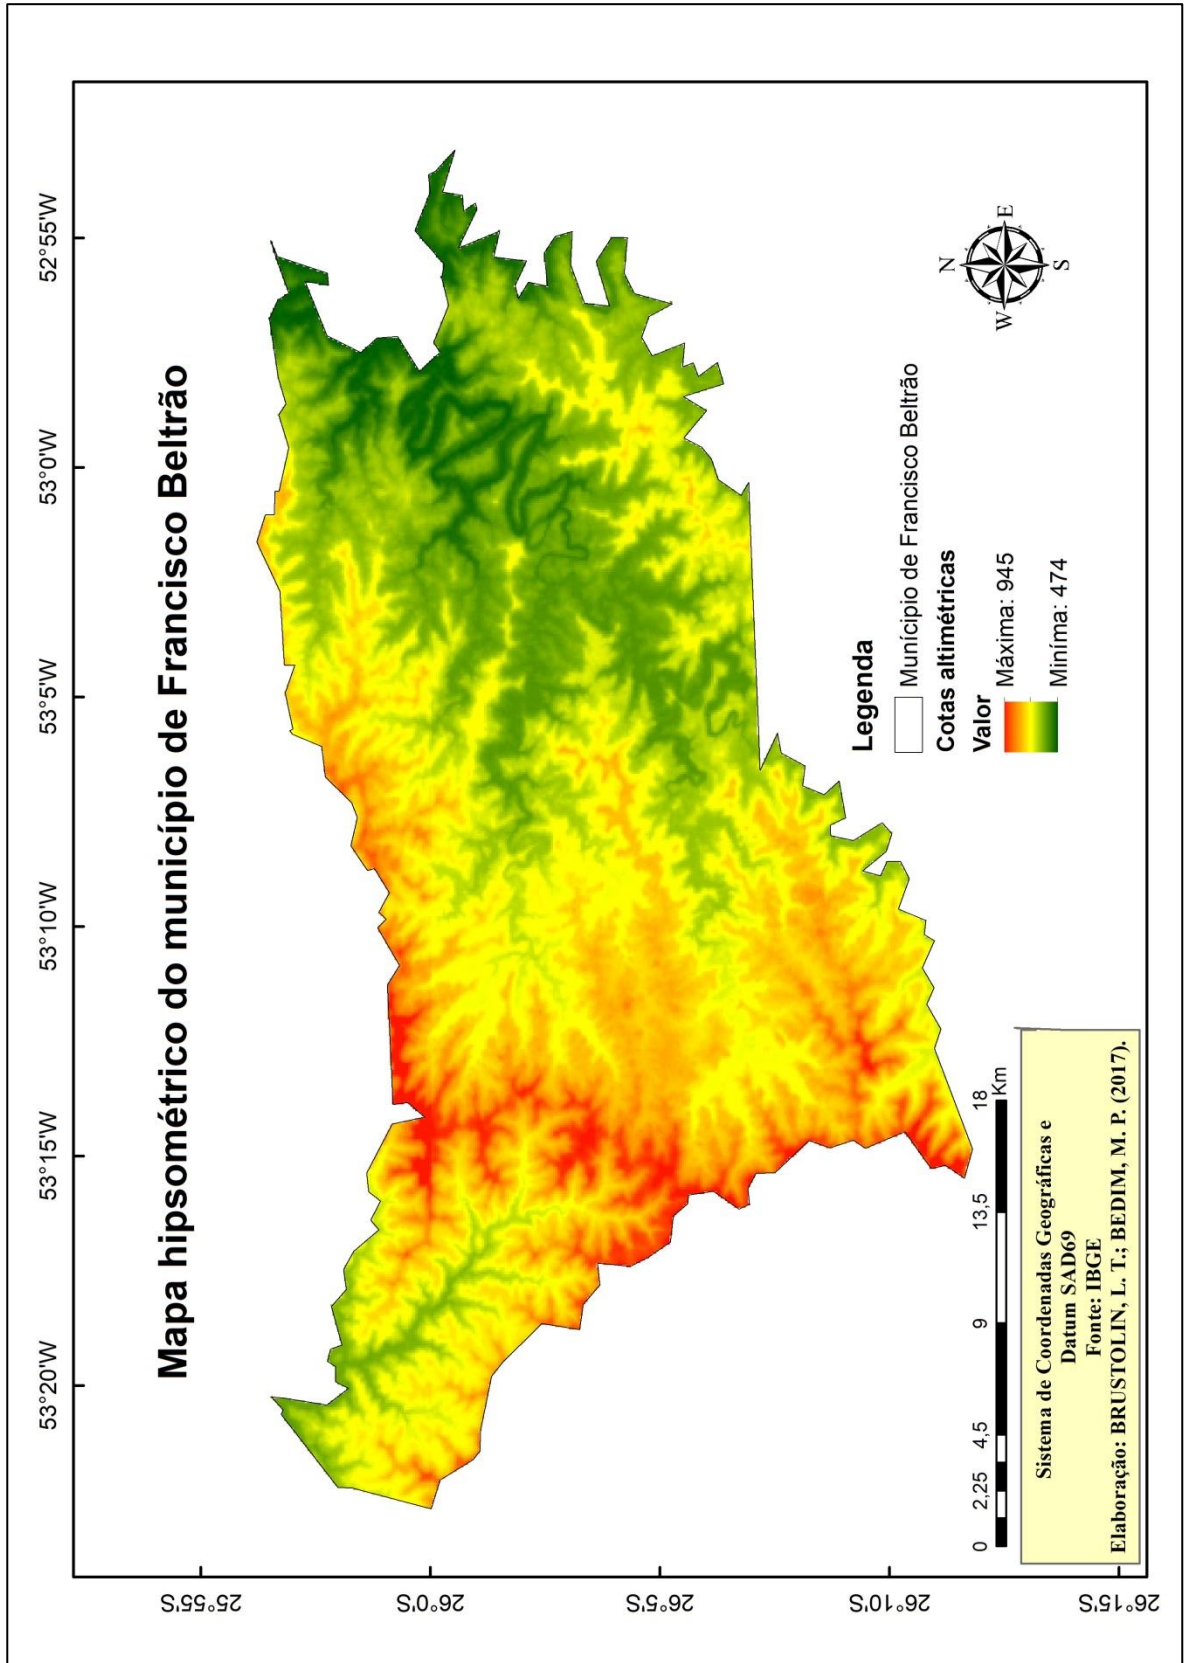 Mapa hipsométrico do município de Francisco Beltrão
53°20'W
53°15'W
53°10'W
53°5'W
53°0'W
52°55'W
25°55'S
26°0'S
26°5'S
26°10'S
26°15'S
Legenda
Munícipio de Francisco Beltrão
Cotas altimétricas
Valor
Máxima: 945
Miníma: 474
N
W
E
S
0
2,25
4,5
9
13,5
18
Km
Sistema de Coordenadas Geográficas e
Datum SAD69
Fonte: IBGE
Elaboração: BRUSTOLIN, L. T.; BEDIM, M. P. (2017).